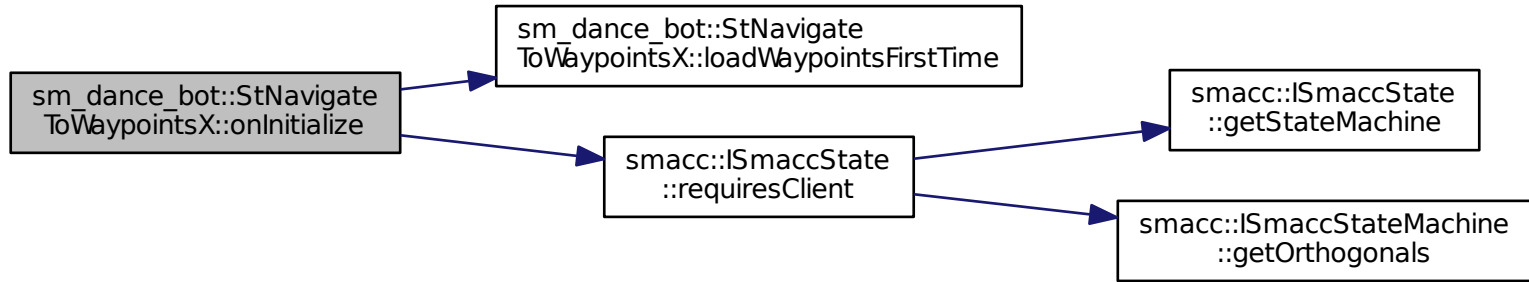 sm_dance_bot::StNavigate
ToWaypointsX::onInitialize
sm_dance_bot::StNavigate
ToWaypointsX::loadWaypointsFirstTime
smacc::ISmaccState
::requiresClient
smacc::ISmaccState
::getStateMachine
smacc::ISmaccStateMachine
::getOrthogonals